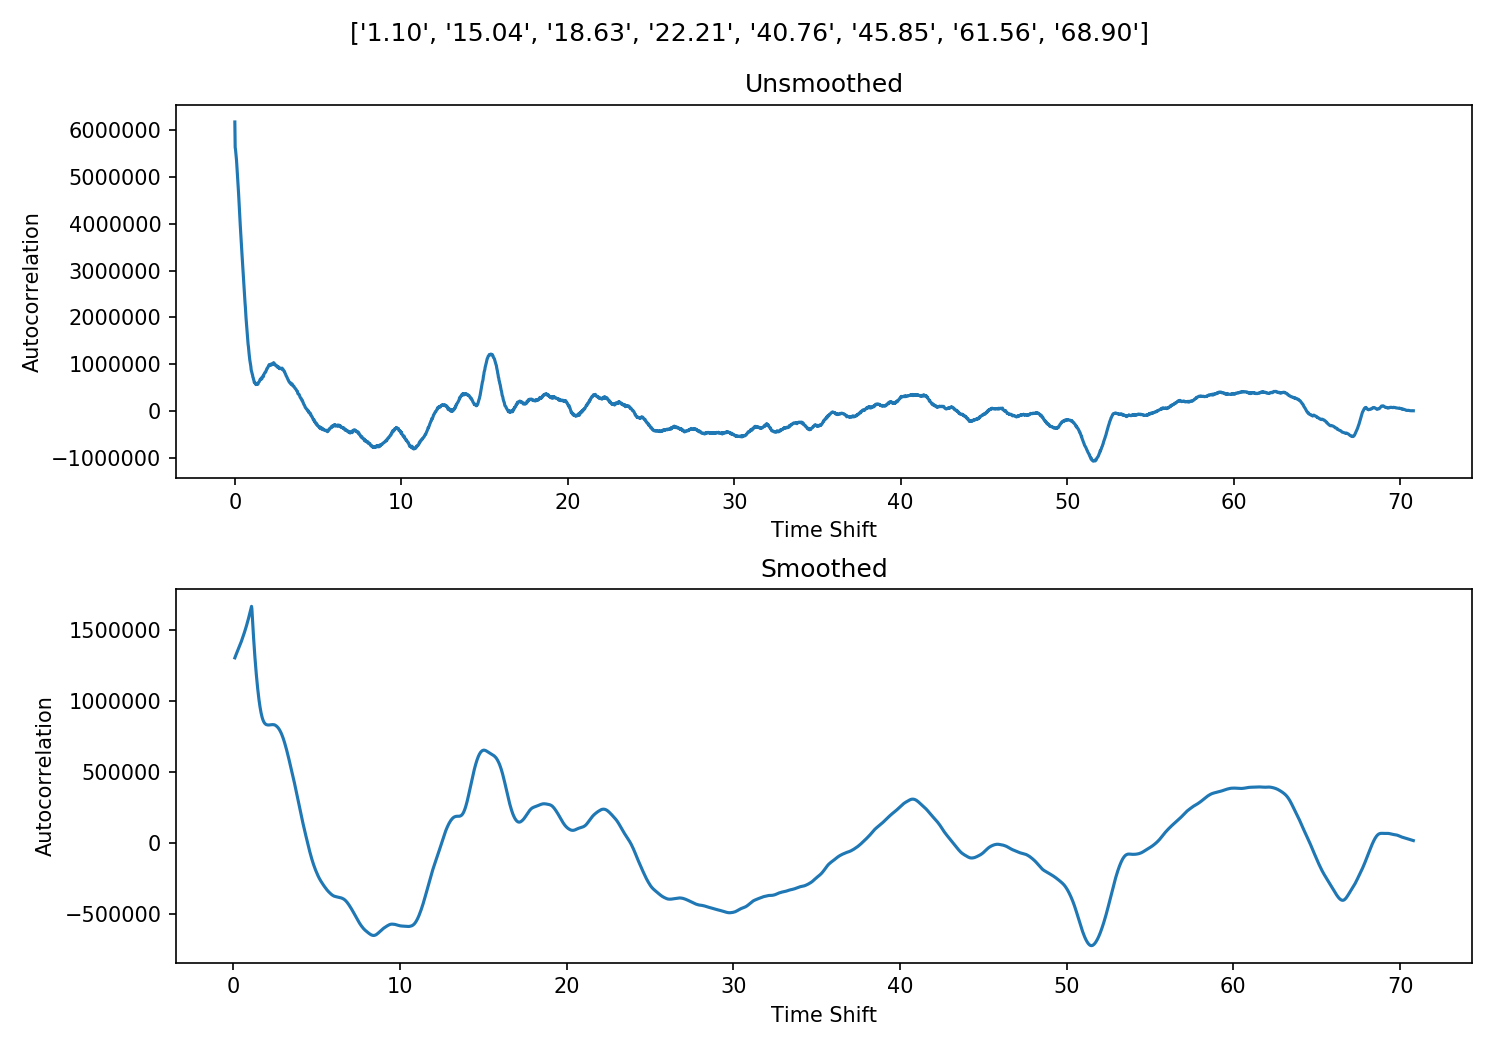 ['1.10', '15.04', '18.63', '22.21', '40.76', '45.85', '61.56', '68.90']
Unsmoothed
Autocorrelation
6000000
5000000
4000000
3000000
2000000
1000000
0
−1000000
0 10 20 30 40 50 60 70
Time Shift
Smoothed
Autocorrelation
1500000
1000000
500000
0
−500000
0 10 20 30 40 50 60 70
Time Shift